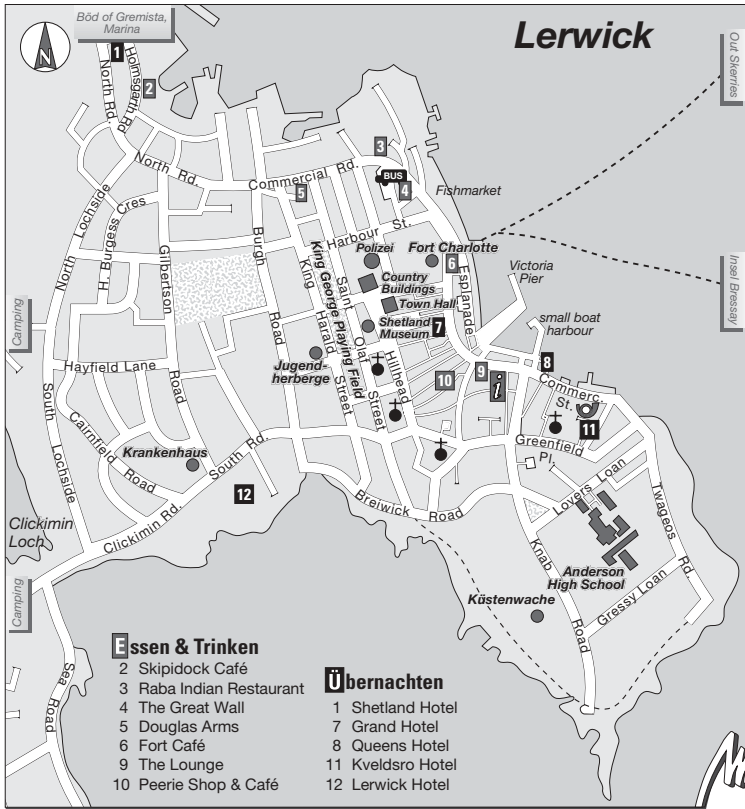 Böd of Gremista,
Marina
Lerwick
N
1
Holmsgarth Rd
North Rd.
2
Out Skerries
North Rd.
Commercial Rd.
3
BUS
4
5
Fishmarket
North Lochside
H. Burgess Cres
Gilbertson
Road
Burgh
Road
Harbour St.
King
Harald
Street
King George Playing Field
Saint
Olaf
Street
Polizei
Fort Charlotte
6
Esplanade
Country
Buildings
Town Hall
Victoria
Pier
Insel Bressay
Camping
Shetland
Museum
7
small boat
harbour
Hillhead
Hayfield Lane
Jugend-
herberge
10
9
i
8
Commerc.
St.
11
South
Lochside
Cairnfield Road
Krankenhaus
South Rd.
Greenfield
Pl.
12
Breiwick Road
Lovers Loan
Twageos
Rd.
Clickimin
Loch
Clickimin Rd.
Knab
Road
Anderson
High School
Gressy Loan
Camping
Küstenwache
Sea Road
Essen & Trinken
2 Skipidock Café
3 Raba Indian Restaurant
4 The Great Wall
5 Douglas Arms
6 Fort Café
9 The Lounge
10 Peerie Shop & Café
Übernachten
1 Shetland Hotel
7 Grand Hotel
8 Queens Hotel
11 Kveldsro Hotel
12 Lerwick Hotel